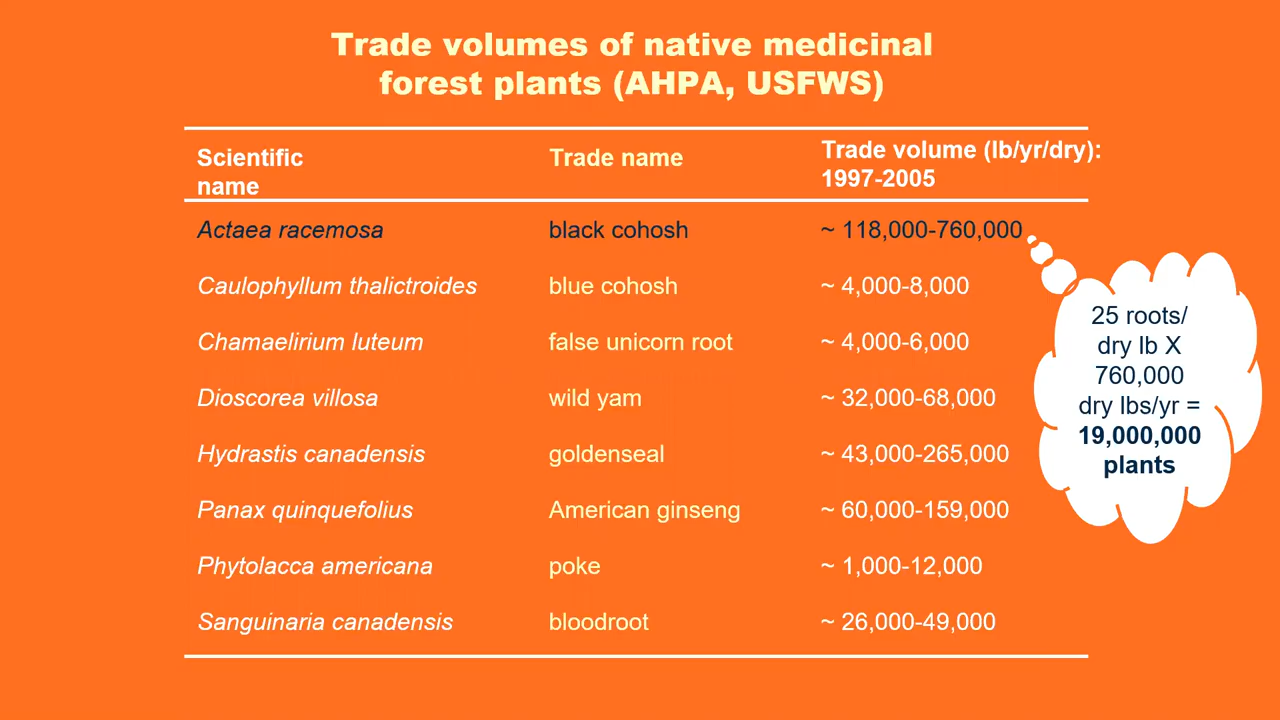 Trade volumes of native medicinal
forest plants (AHPA, USFWS)
Scientific
name
Trade name
Trade volume (lb/yr/dry):
1997-2005
Actaea racemosa black cohosh ~ 118,000-760,000
Caulophyllum thalictroides blue cohosh ~ 4,000-8,000
Chamaelirium luteum false unicorn root ~ 4,000-6,000
Dioscorea villosa wild yam ~ 32,000-68,000
Hydrastis canadensis goldenseal ~ 43,000-265,000
Panax quinquefolius American ginseng ~ 60,000-159,000
Phytolacca americana poke ~ 1,000-12,000
Sanguinaria canadensis bloodroot ~ 26,000-49,000
25 roots/
dry lb X
760,000
dry lbs/yr =
19,000,000
plants